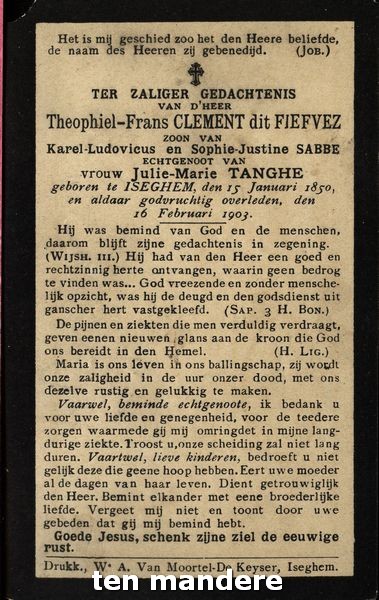 Het is mij geschied zoo het den Heere beliefde,
de naam des Heeren zij gebenedijd. (Job.)
TER ZALIGER GEDACHTENIS
VAN D'HEER
Theophiel-Frans CLEMENT dit FIEFVEZ
ZOON VAN
Karel-Ludovicus en Sophie-Justine SABBE
ECHTGENOOT VAN
vrouw Julie-Marie TANGHE
geboren te ISEGHEM, den 15 Januari 1850,
en aldaar godvruchtig overleden, den
16 Februari 1903.
Hij was bemind van God en de menschen,
daarom blijft zijne gedachtenis in zegening.
(Wijsh. III.) Hij had van den Heer een goed en
rechtzinnig herte ontvangen, waarin geen bedrog
te vinden was... God vreezende en zonder menschelijk
opzicht, was hij de deugd en den godsdienst uit
ganscher hert vastgekleefd. (Sap. 3 H. Bon.)
De pijnen en ziekten die men verduldig verdraagt,
geven eenen nieuwen glans aan de kroon die God
ons bereidt in den Hemel. (H. Lig.)
Maria is ons leven in ons ballingschap, zij wordt
onze zaligheid in de uur onzer dood, met ons
dezelve rustig en gelukkig te maken.
Vaarwel, beminde echtgenoote, ik bedank u
voor uwe liefde en genegenheid, voor de teedere
zorgen waarmede gij mij omringdet in mijne lang-
durige ziekte. Troost u, onze scheiding zal niet lang
duren. Vaartwel, lieve kinderen, bedroeft u niet
gelijk deze die geene hoop hebben. Eert uwe moeder
al de dagen van haar leven. Dient getrouwiglijk
den Heer. Bemint elkander met eene broederlijke
liefde. Vergeet mij niet en toont door uwe
gebeden dat gij mij bemind hebt.
Goede Jesus, schenk zijne ziel de eeuwige
rust.
Drukk., We A. Van Moortel-De Keyser, Iseghem.
ten mandere